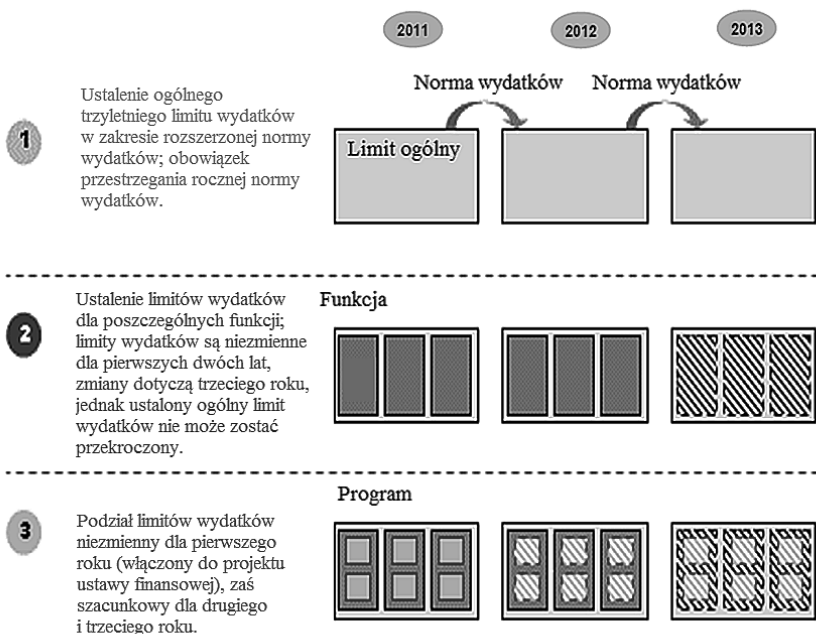 2011
2012
2013
Norma wydatków
Norma wydatków
1
Ustalenie ogólnego
trzyletniego limitu wydatków
w zakresie rozszerzonej normy
wydatków; obowiązek
przestrzegania rocznej normy
wydatków.
Limit ogólny
2
Ustalenie limitów wydatków
dla poszczególnych funkcji;
limity wydatków są niezmienne
dla pierwszych dwóch lat,
zmiany dotyczą trzeciego roku,
jednak ustalony ogólny limit
wydatków nie może zostać
przekroczony.
Funkcja
3
Podział limitów wydatków
niezmienny dla pierwszego
roku (włączony do projektu
ustawy finansowej), zaś
szacunkowy dla drugiego
i trzeciego roku.
Program